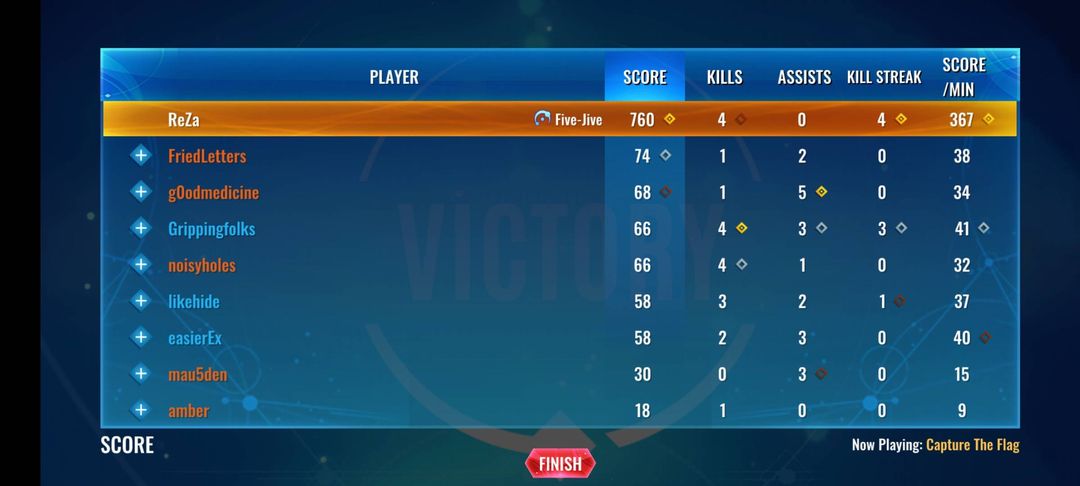 PLAYER SCORE KILLS ASSISTS KILL STREAK SCORE /MIN
ReZa Five-Jive 760 4 0 4 367
FriedLetters 74 1 2 0 38
g0odmedicine 68 1 5 0 34
Grippingfolks 66 4 3 3 41
noisyholes 66 4 1 0 32
likehide 58 3 2 1 37
easierEx 58 2 3 0 40
mau5den 30 0 3 0 15
amber 18 1 0 0 9
VICTORY
SCORE
Now Playing: Capture The Flag
FINISH